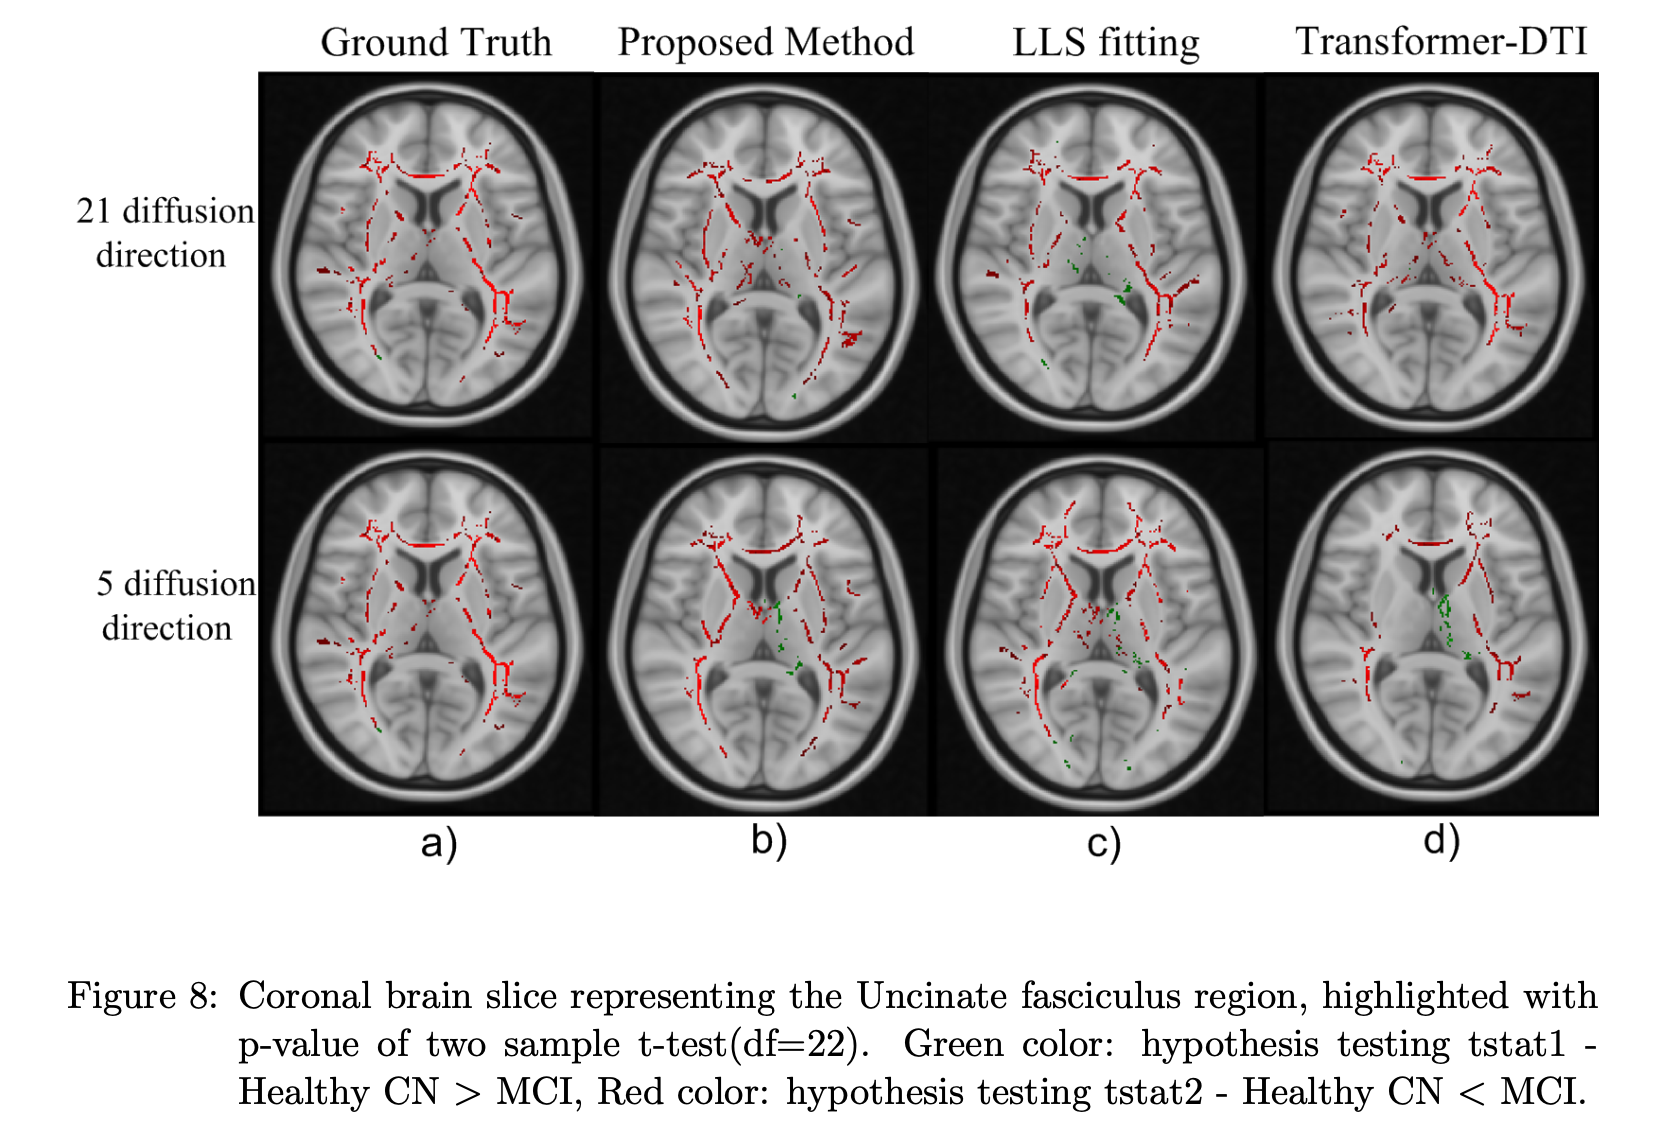 Ground Truth Proposed Method LLS fitting Transformer-DTI
21 diffusion
direction
5 diffusion
direction
a) b) c) d)
Figure 8: Coronal brain slice representing the Uncinate fasciculus region, highlighted with
p-value of two sample t-test(df=22). Green color: hypothesis testing tstat1 -
Healthy CN > MCI, Red color: hypothesis testing tstat2 - Healthy CN < MCI.